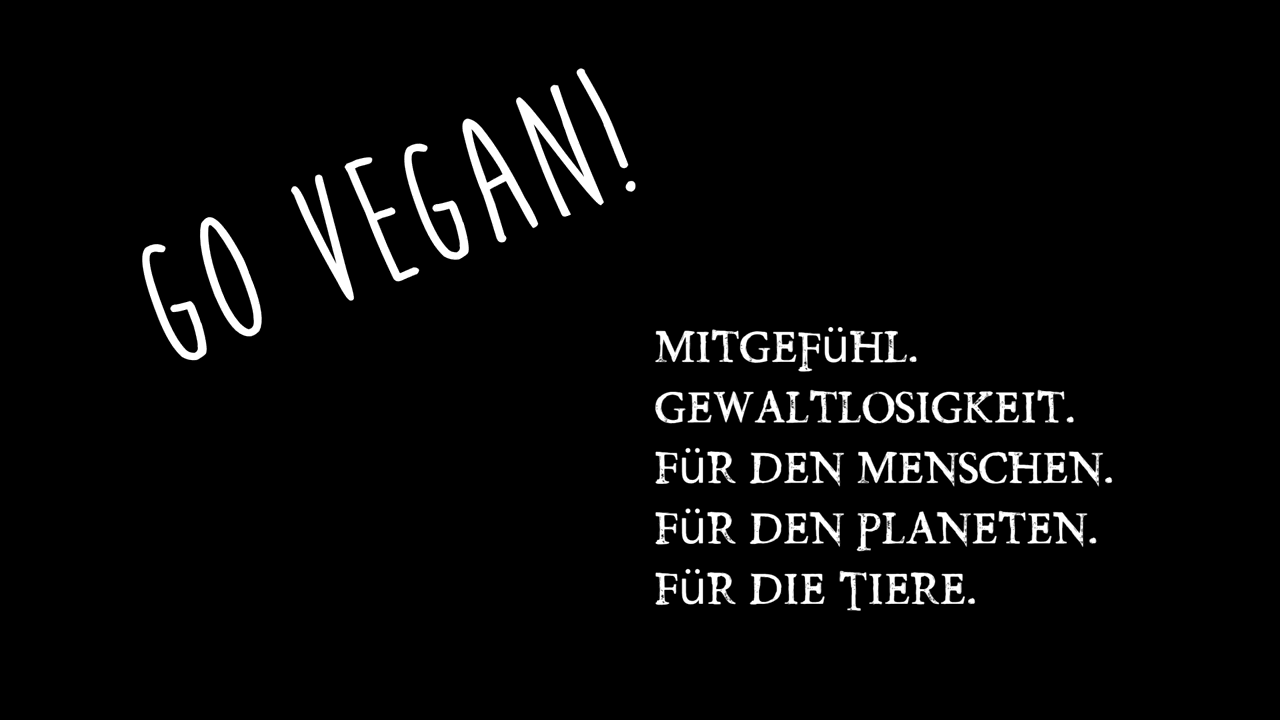 GO VEGAN!
MITGEFÜHL.
GEWALTLOSIGKEIT.
FÜR DEN MENSCHEN.
FÜR DEN PLANETEN.
FÜR DIE TIERE.